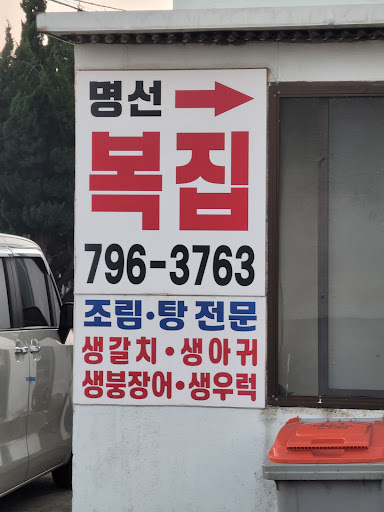 명선 →
복집
796-3763
조림·탕 전문
생갈치·생아귀
생붕장어·생우럭